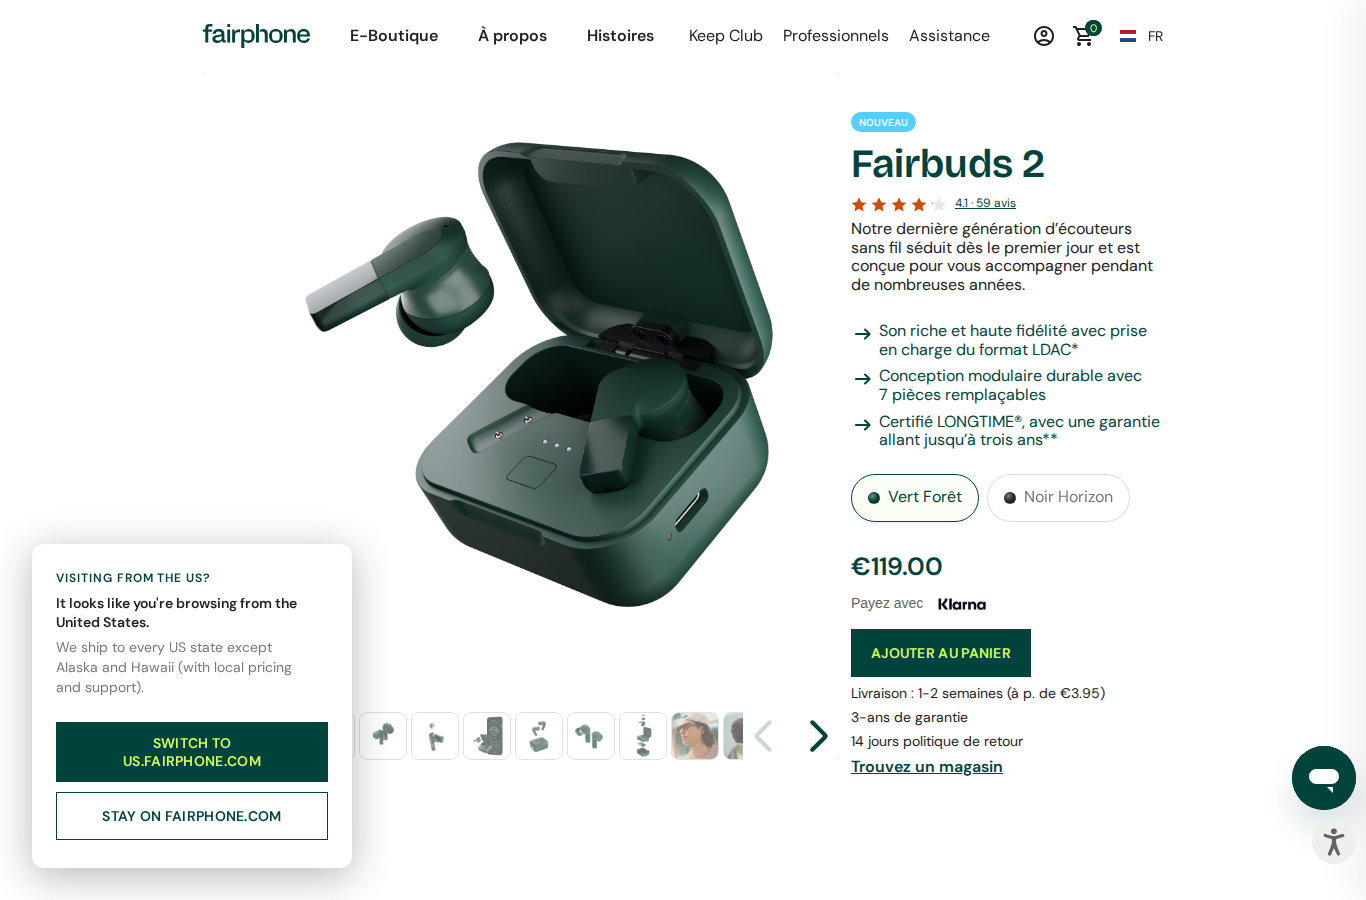 fairphone
E-Boutique
À propos
Histoires
Keep Club
Professionnels
Assistance
0
FR
NOUVEAU
Fairbuds 2
4.1 · 59 avis
Notre dernière génération d’écouteurs
sans fil séduit dès le premier jour et est
conçue pour vous accompagner pendant
de nombreuses années.
Son riche et haute fidélité avec prise
en charge du format LDAC*
Conception modulaire durable avec
7 pièces remplaçables
Certifié LONGTIME®, avec une garantie
allant jusqu’à trois ans**
Vert Forêt
Noir Horizon
€119.00
Payez avec Klarna
AJOUTER AU PANIER
Livraison : 1-2 semaines (à p. de €3.95)
3-ans de garantie
14 jours politique de retour
Trouvez un magasin
VISITING FROM THE US?
It looks like you're browsing from the
United States.
We ship to every US state except
Alaska and Hawaii (with local pricing
and support).
SWITCH TO
US.FAIRPHONE.COM
STAY ON FAIRPHONE.COM